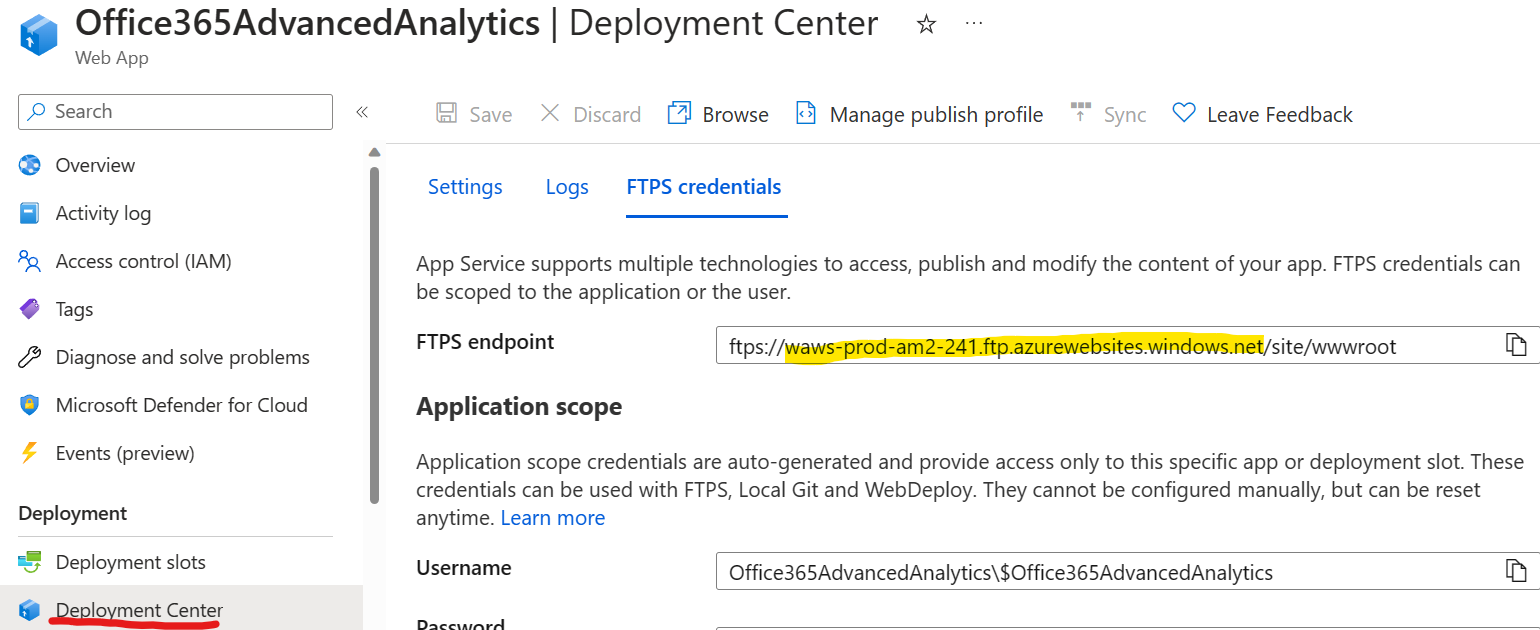 Office365AdvancedAnalytics | Deployment Center
Web App
Search
Overview
Activity log
Access control (IAM)
Tags
Diagnose and solve problems
Microsoft Defender for Cloud
Events (preview)
Deployment
Deployment slots
Deployment Center
Save Discard Browse Manage publish profile Sync Leave Feedback
Settings Logs FTPS credentials
App Service supports multiple technologies to access, publish and modify the content of your app. FTPS credentials can
be scoped to the application or the user.
FTPS endpoint
ftps://waws-prod-am2-241.ftp.azurewebsites.windows.net/site/wwwroot
Application scope
Application scope credentials are auto-generated and provide access only to this specific app or deployment slot. These
credentials can be used with FTPS, Local Git and WebDeploy. They cannot be configured manually, but can be reset
anytime. Learn more
Username
Office365AdvancedAnalytics\$Office365AdvancedAnalytics
Password